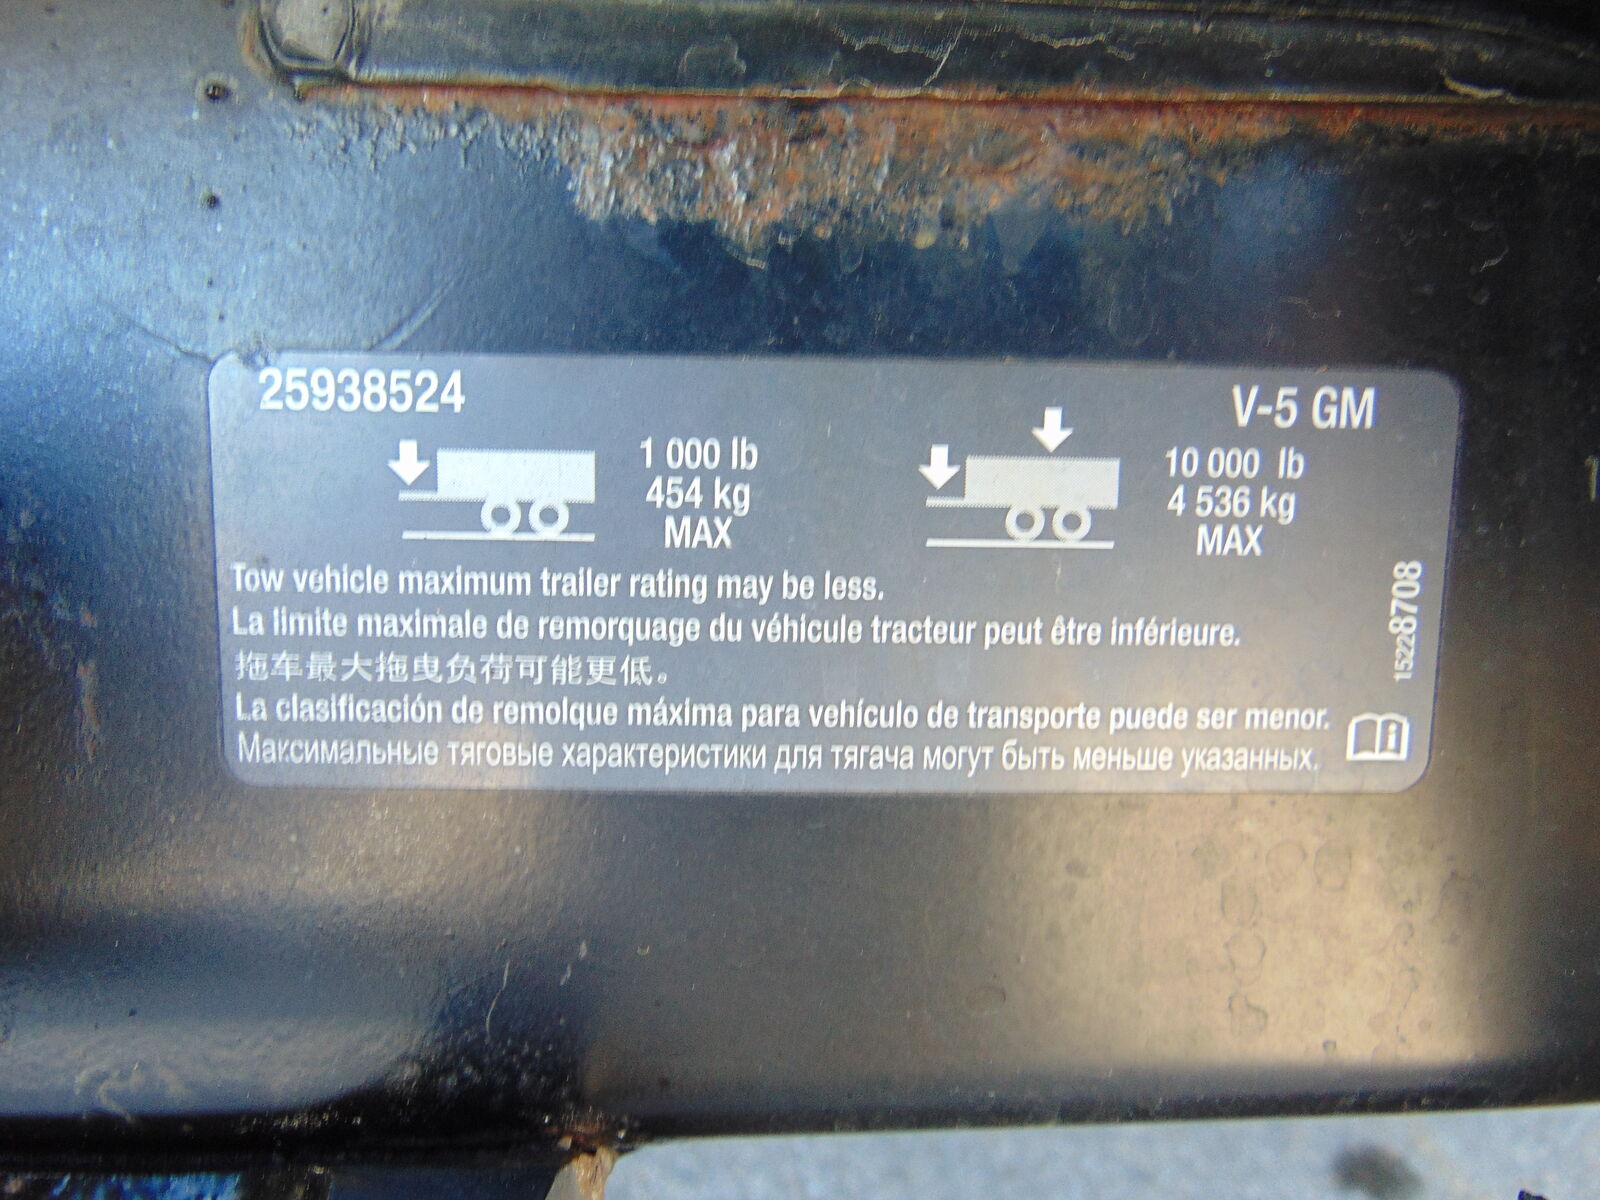 25938524
V-5 GM
1 000 lb
454 kg
MAX
10 000 lb
4 536 kg
MAX
Tow vehicle maximum trailer rating may be less.
La limite maximale de remorquage du véhicule tracteur peut être inférieure.
拖车最大拖曳负荷可能更低。
La clasificación de remolque máxima para vehículo de transporte puede ser menor.
Максимальные тяговые характеристики для тягача могут быть меньше указанных.
15228708